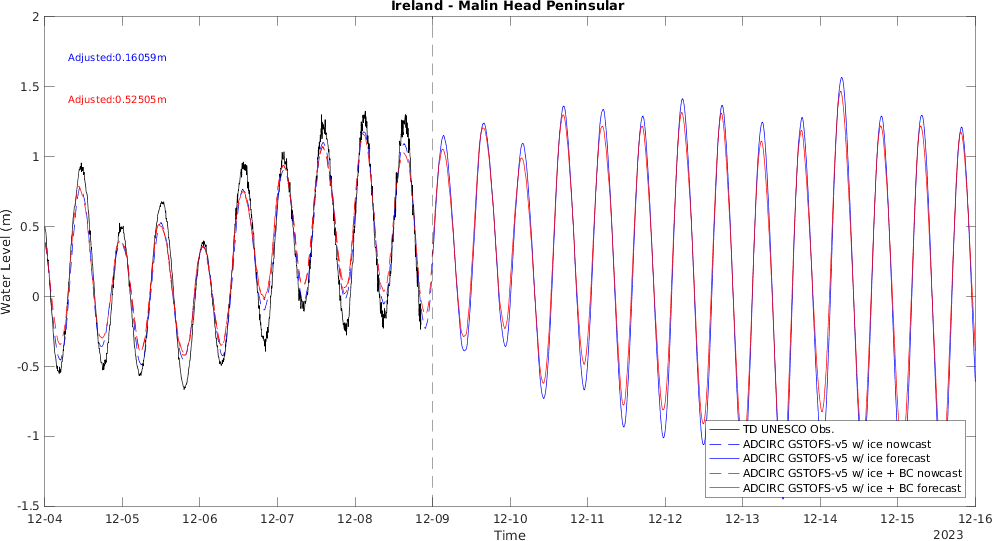 Ireland - Malin Head Peninsular
Adjusted:0.16059m
Adjusted:0.52505m
Water Level (m)
2
1.5
1
0.5
0
-0.5
-1
-1.5
TD UNESCO Obs.
ADCIRC GSTOFS-v5 w/ ice nowcast
ADCIRC GSTOFS-v5 w/ ice forecast
ADCIRC GSTOFS-v5 w/ ice + BC nowcast
ADCIRC GSTOFS-v5 w/ ice + BC forecast
12-04 12-05 12-06 12-07 12-08 12-09 12-10 12-11 12-12 12-13 12-14 12-15 12-16
Time
2023